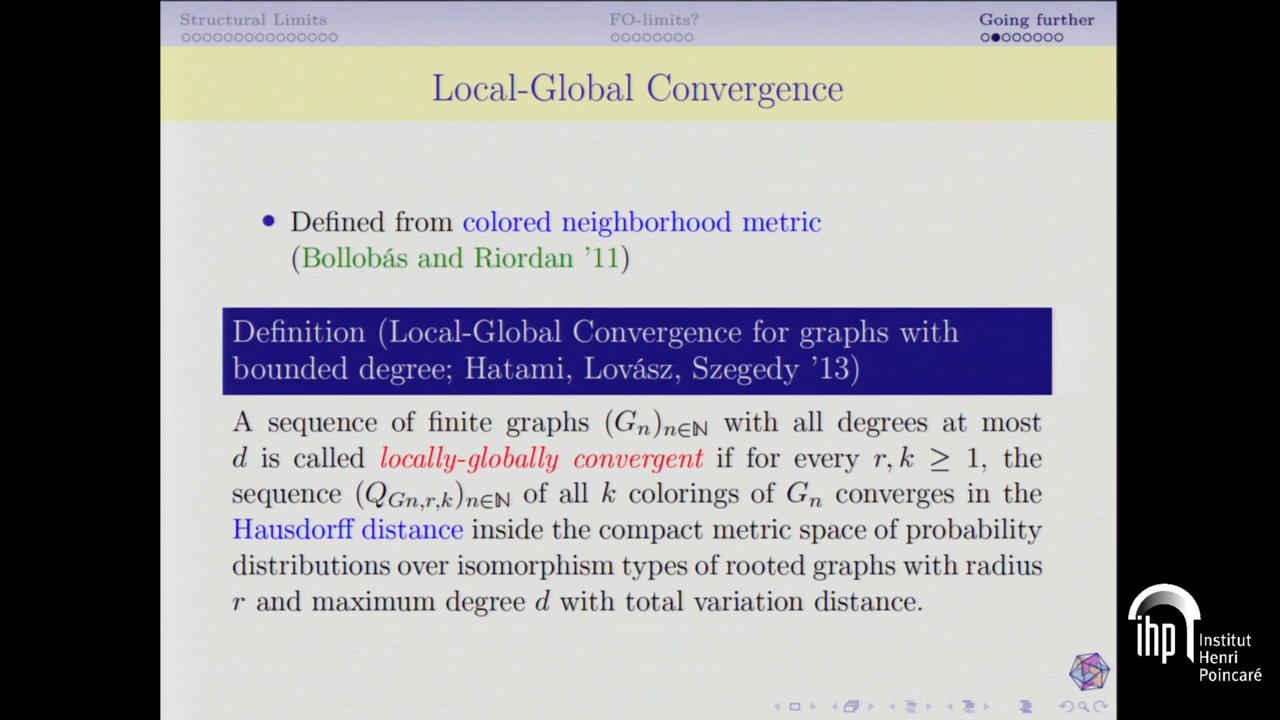 Structural Limits
FO-limits?
Going further
Local-Global Convergence
• Defined from colored neighborhood metric
(Bollobás and Riordan '11)
Definition (Local-Global Convergence for graphs with
bounded degree; Hatami, Lovász, Szegedy '13)
A sequence of finite graphs (Gₙ)ₙ∈ℕ with all degrees at most
d is called locally-globally convergent if for every r, k ≥ 1, the
sequence (Q_{Gn,r,k})ₙ∈ℕ of all k colorings of Gₙ converges in the
Hausdorff distance inside the compact metric space of probability
distributions over isomorphism types of rooted graphs with radius
r and maximum degree d with total variation distance.
ihp
Institut
Henri
Poincaré